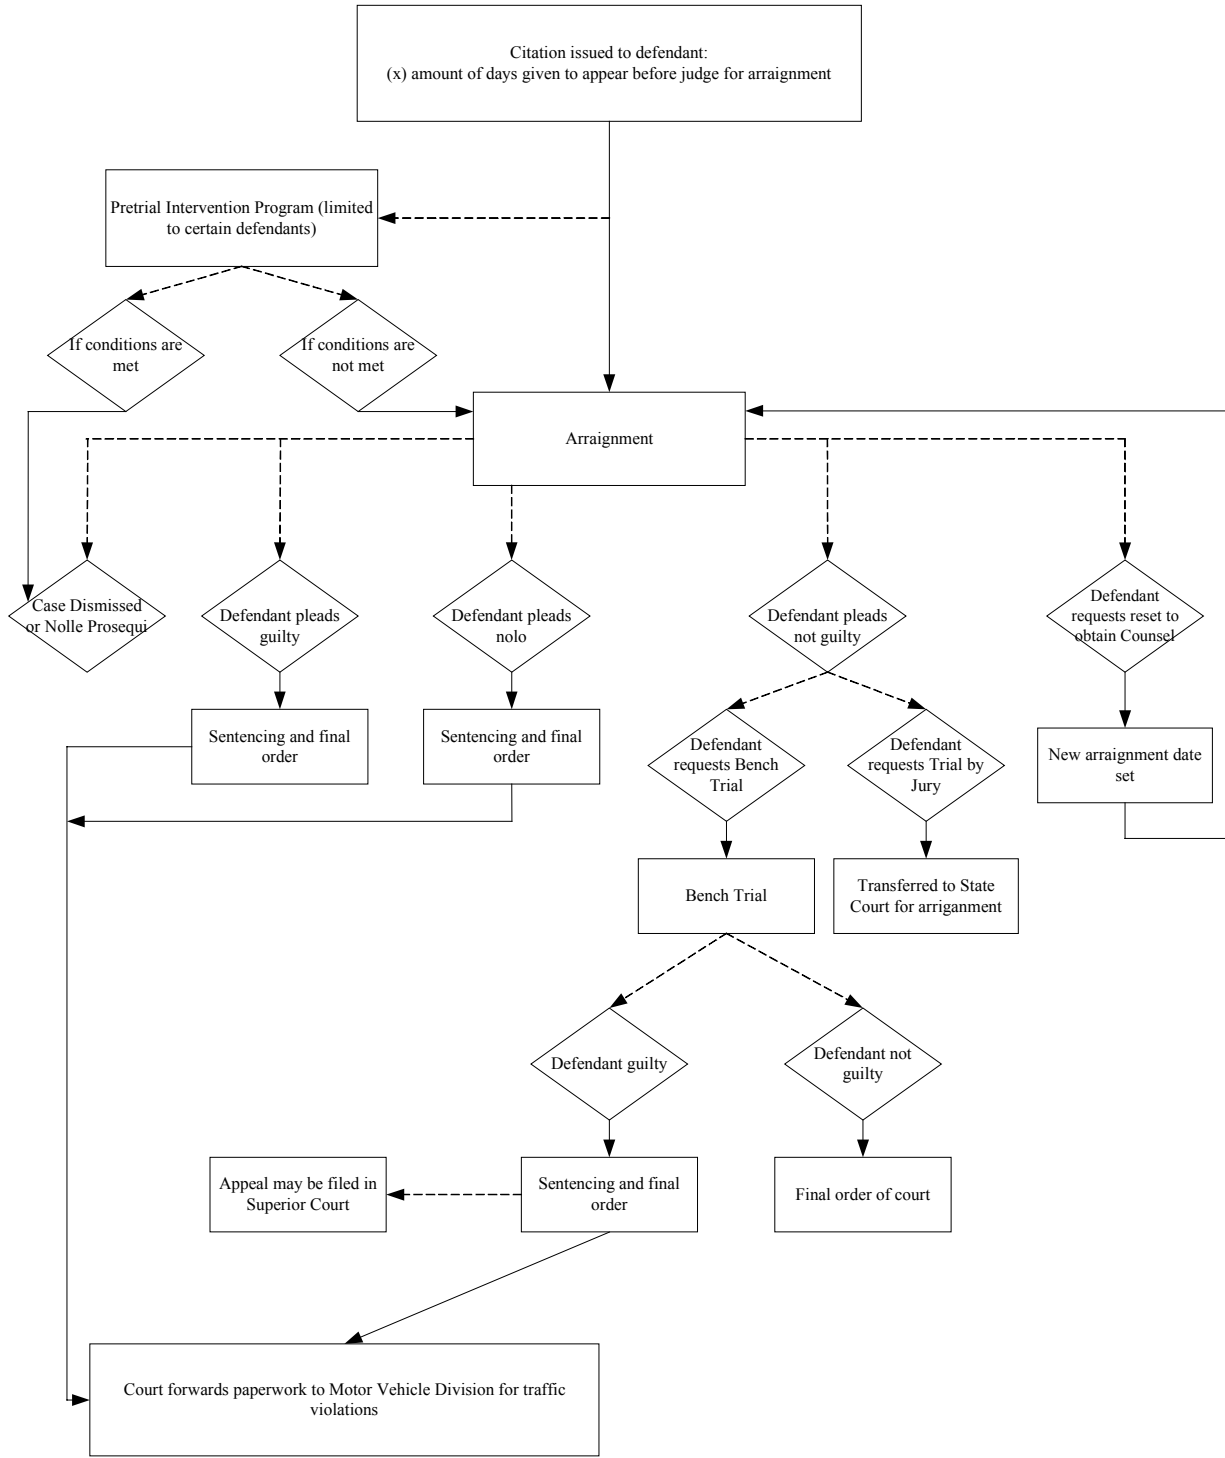 Citation issued to defendant:
(x) amount of days given to appear before judge for arraignment
Pretrial Intervention Program (limited
to certain defendants)
If conditions are
met
If conditions are
not met
Arraignment
Case Dismissed
or Nolle Prosequi
Defendant pleads
guilty
Defendant pleads
nolo
Defendant pleads
not guilty
Defendant
requests reset to
obtain Counsel
Sentencing and final
order
Sentencing and final
order
Defendant
requests Bench
Trial
Defendant
requests Trial by
Jury
New arraignment date
set
Bench Trial
Transferred to State
Court for arriganment
Defendant guilty
Defendant not
guilty
Appeal may be filed in
Superior Court
Sentencing and final
order
Final order of court
Court forwards paperwork to Motor Vehicle Division for traffic
violations